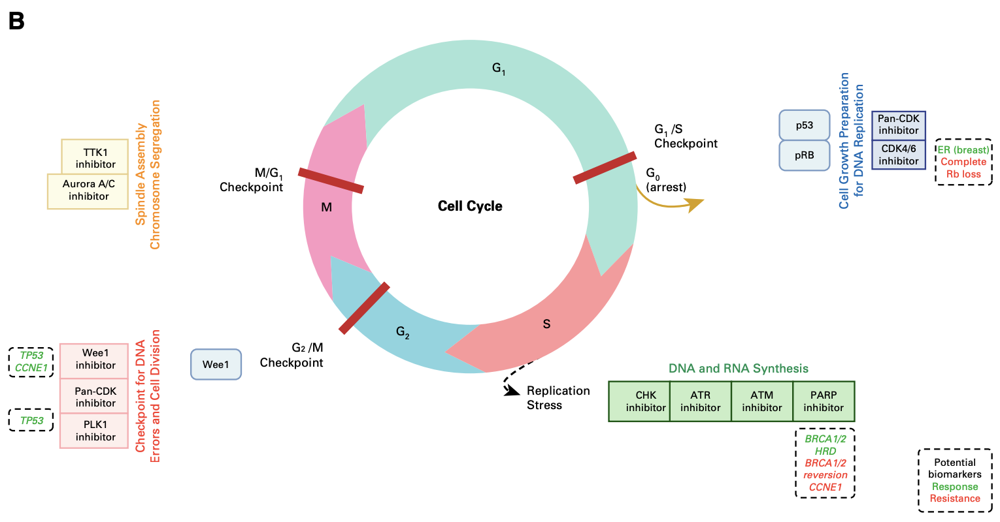 B
G₁
G₁ /S
Checkpoint
G₀
(arrest)
M/G₁
Checkpoint
M
Cell Cycle
G₂
S
G₂ /M
Checkpoint
Replication
Stress
TTK1
inhibitor
Aurora A/C
inhibitor
Spindle Assembly
Chromosome Segregation
p53
pRB
Cell Growth Preparation
for DNA Replication
Pan-CDK
inhibitor
CDK4/6
inhibitor
ER (breast)
Complete
Rb loss
TP53
CCNE1
TP53
Wee1
inhibitor
Pan-CDK
inhibitor
PLK1
inhibitor
Checkpoint for DNA
Errors and Cell Division
Wee1
DNA and RNA Synthesis
CHK
inhibitor
ATR
inhibitor
ATM
inhibitor
PARP
inhibitor
BRCA1/2
HRD
BRCA1/2
reversion
CCNE1
Potential
biomarkers
Response
Resistance